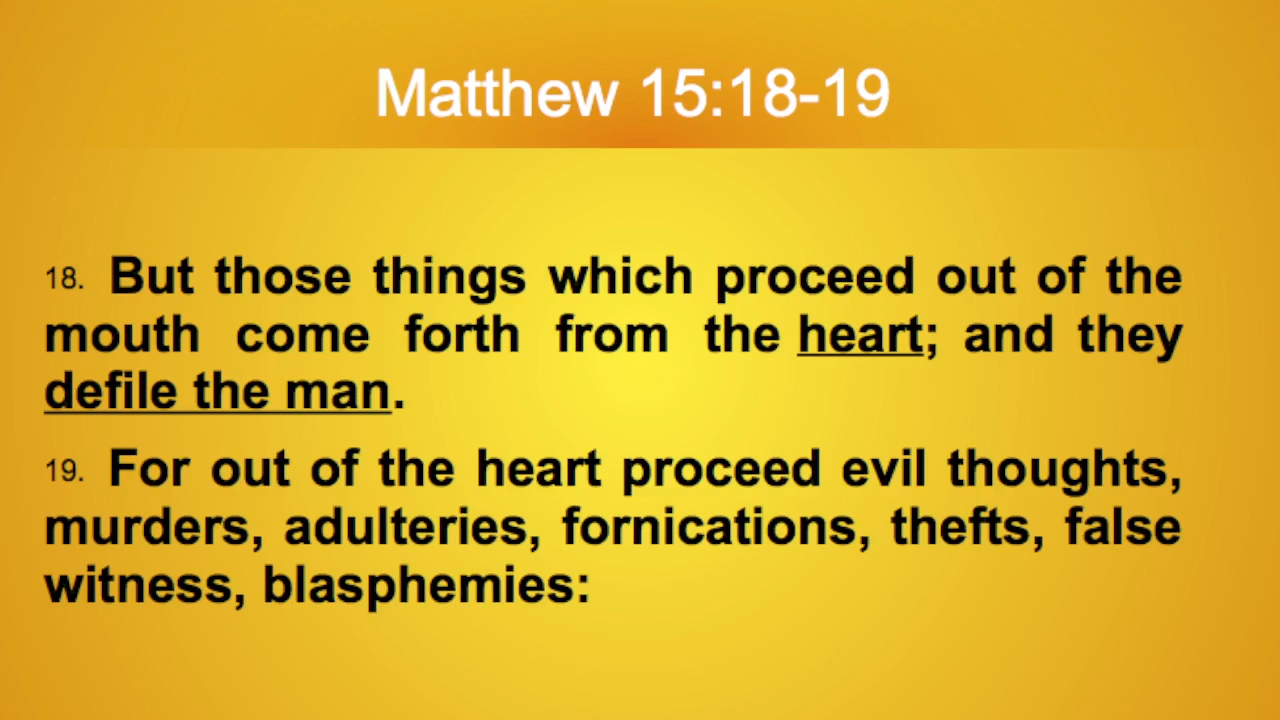 Matthew 15:18-19
18. But those things which proceed out of the
mouth come forth from the heart; and they
defile the man.
19. For out of the heart proceed evil thoughts,
murders, adulteries, fornications, thefts, false
witness, blasphemies: